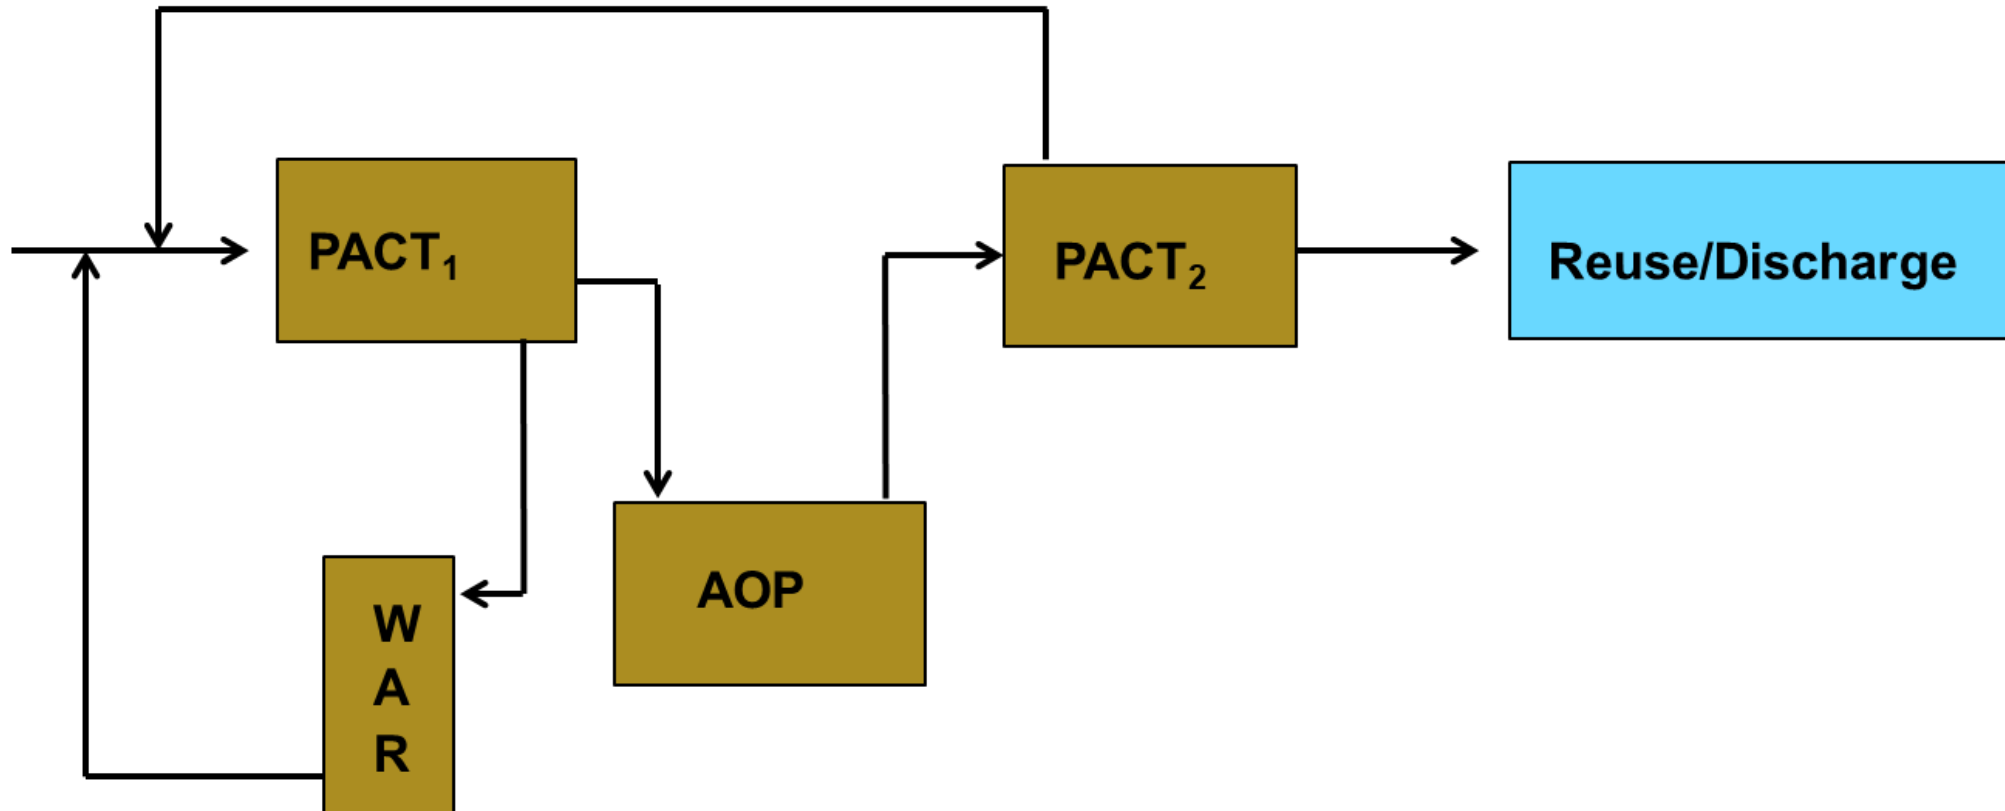 PACT₁
PACT₂
Reuse/Discharge
AOP
W
A
R